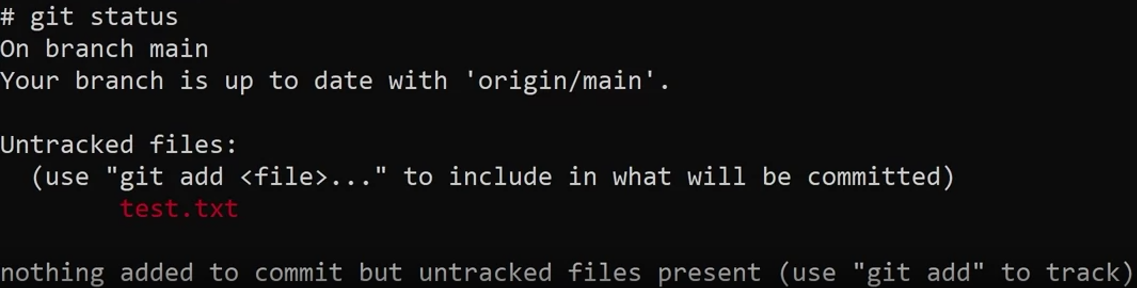 # git status
On branch main
Your branch is up to date with 'origin/main'.
Untracked files:
(use "git add <file>..." to include in what will be committed)
test.txt
nothing added to commit but untracked files present (use "git add" to track)